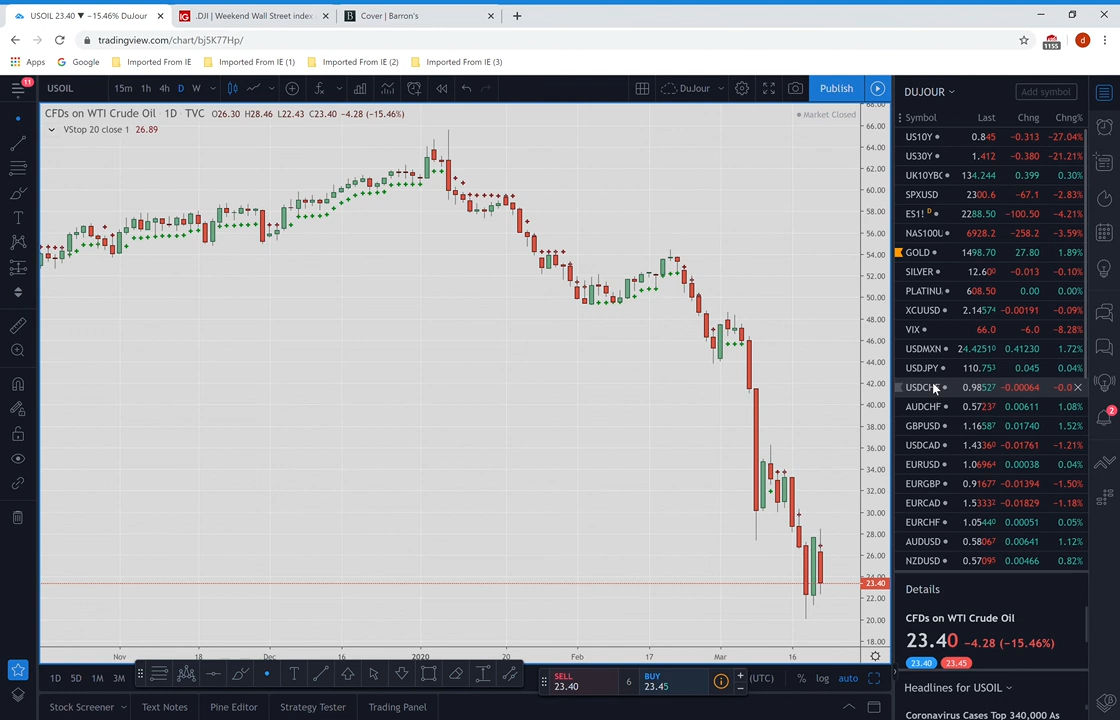 USOIL 23.40 ▼ −15.46% DuJour
.DJI | Weekend Wall Street index
Cover | Barron's
tradingview.com/chart/bj5K77Hp/
1155
d
Apps
Google
Imported From IE
Imported From IE (1)
Imported From IE (2)
Imported From IE (3)
11
USOIL
15m 1h 4h D W
DuJour
Publish
CFDs on WTI Crude Oil · 1D · TVC O26.30 H28.46 L22.43 C23.40 −4.28 (−15.46%)
VStop 20 close 1 26.89
Market Closed
68.00
66.00
64.00
62.00
60.00
58.00
56.00
54.00
52.00
50.00
48.00
46.00
44.00
42.00
40.00
38.00
36.00
34.00
32.00
30.00
28.00
26.00
24.00
23.40
22.00
20.00
18.00
Nov 18 Dec 16 2020 20 Feb 17 Mar 16
DUJOUR
Add symbol
Symbol Last Chng Chng%
US10Y 0.845 −0.313 −27.04%
US30Y 1.412 −0.380 −21.21%
UK10YBC 134.244 0.399 0.30%
SPXUSD 2300.6 −67.1 −2.83%
ES1! D 2288.50 −100.50 −4.21%
NAS100U 6928.2 −258.2 −3.59%
GOLD 1498.70 27.80 1.89%
SILVER 12.600 −0.013 −0.10%
PLATINU 608.50 0.00 0.00%
XCUUSD 2.14574 −0.00191 −0.09%
VIX 66.0 −6.0 −8.28%
USDMXN 24.42510 0.41230 1.72%
USDJPY 110.753 0.045 0.04%
USDCHF 0.98527 −0.00064 −0.0
AUDCHF 0.57237 0.00611 1.08%
GBPUSD 1.16587 0.01740 1.52%
USDCAD 1.43360 −0.01761 −1.21%
EURUSD 1.06964 0.00038 0.04%
EURGBP 0.91677 −0.01394 −1.50%
EURCAD 1.53332 −0.01829 −1.18%
EURCHF 1.05440 0.00051 0.05%
AUDUSD 0.58067 0.00641 1.12%
NZDUSD 0.57095 0.00466 0.82%
2
Details
CFDs on WTI Crude Oil
23.40 −4.28 (−15.46%)
23.40 23.45
Headlines for USOIL
Coronavirus Cases Top 340,000 As
1D 5D 1M 3M
SELL
23.40
6
BUY
23.45
(UTC)
% log auto
Stock Screener
Text Notes
Pine Editor
Strategy Tester
Trading Panel